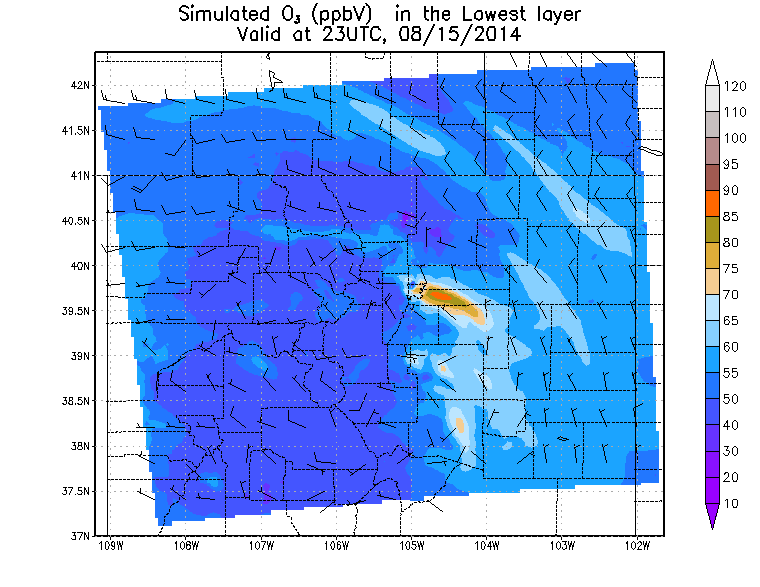 Simulated O3 (ppbV) in the Lowest layer
Valid at 23UTC, 08/15/2014
42N
41.5N
41N
40.5N
40N
39.5N
39N
38.5N
38N
37.5N
37N
109W 108W 107W 106W 105W 104W 103W 102W
120
110
100
95
90
85
80
75
70
65
60
55
50
40
30
20
10